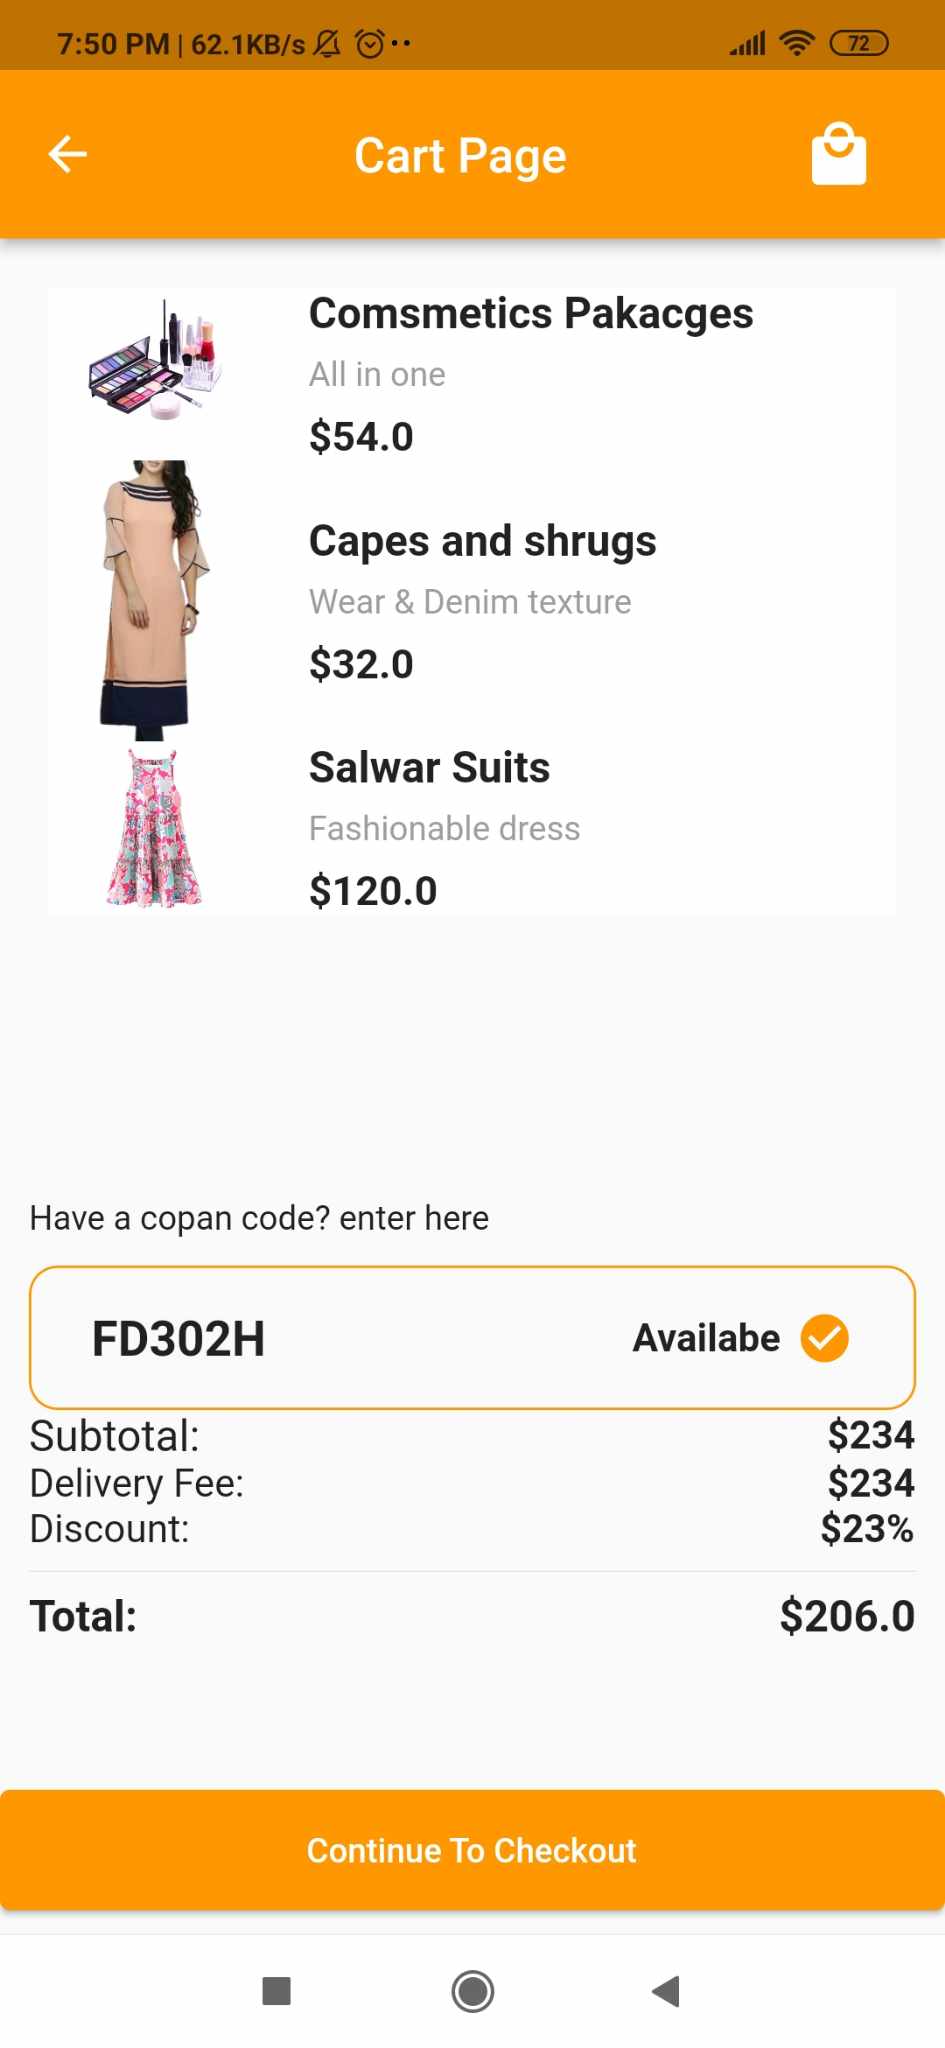 7:50 PM | 62.1KB/s
72
Cart Page
Comsmetics Pakacges
All in one
$54.0
Capes and shrugs
Wear & Denim texture
$32.0
Salwar Suits
Fashionable dress
$120.0
Have a copan code? enter here
FD302H Availabe
Subtotal: $234
Delivery Fee: $234
Discount: $23%
Total: $206.0
Continue To Checkout